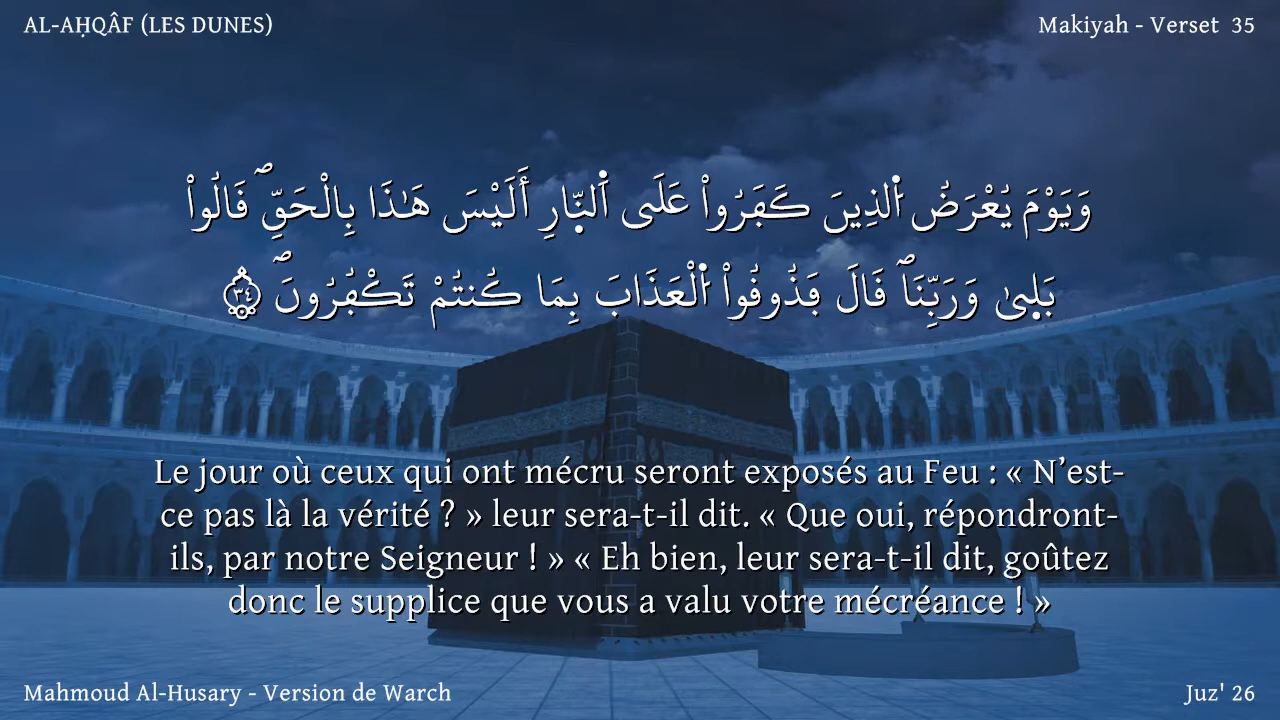 AL-AḤQÂF (LES DUNES)
Makiyah - Verset 35
وَيَوْمَ يُعْرَضُ اُ۬لذِينَ كَفَرُواْ عَلَي اَ۬لنّ۪ارِ أَلَيْسَ هَٰذَا بِالْحَقِّۖ قَالُواْ
بَل۪يٰ وَرَبِّنَاۖ قَالَ فَذُوقُواْ اُ۬لْعَذَابَ بِمَا كُنتُمْ تَكْفُرُونَۖ ۝٣٤
Le jour où ceux qui ont mécru seront exposés au Feu : « N’est-
ce pas là la vérité ? » leur sera-t-il dit. « Que oui, répondront-
ils, par notre Seigneur ! » « Eh bien, leur sera-t-il dit, goûtez
donc le supplice que vous a valu votre mécréance ! »
Mahmoud Al-Husary - Version de Warch
Juz' 26